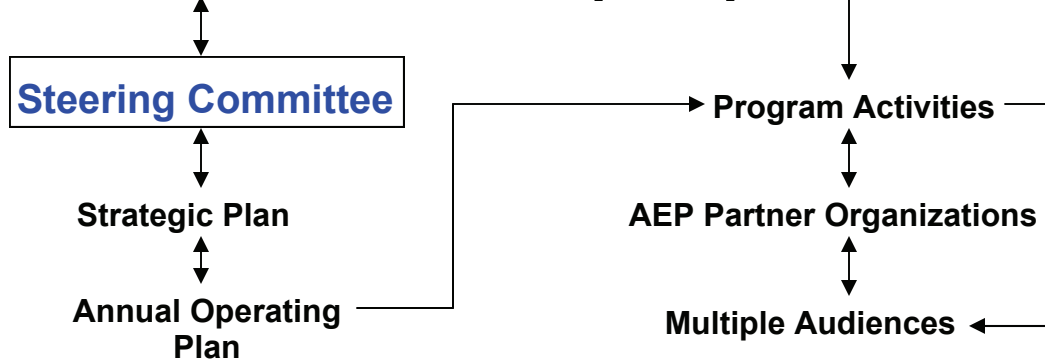 Steering Committee
Program Activities
Strategic Plan
AEP Partner Organizations
Annual Operating
Plan
Multiple Audiences